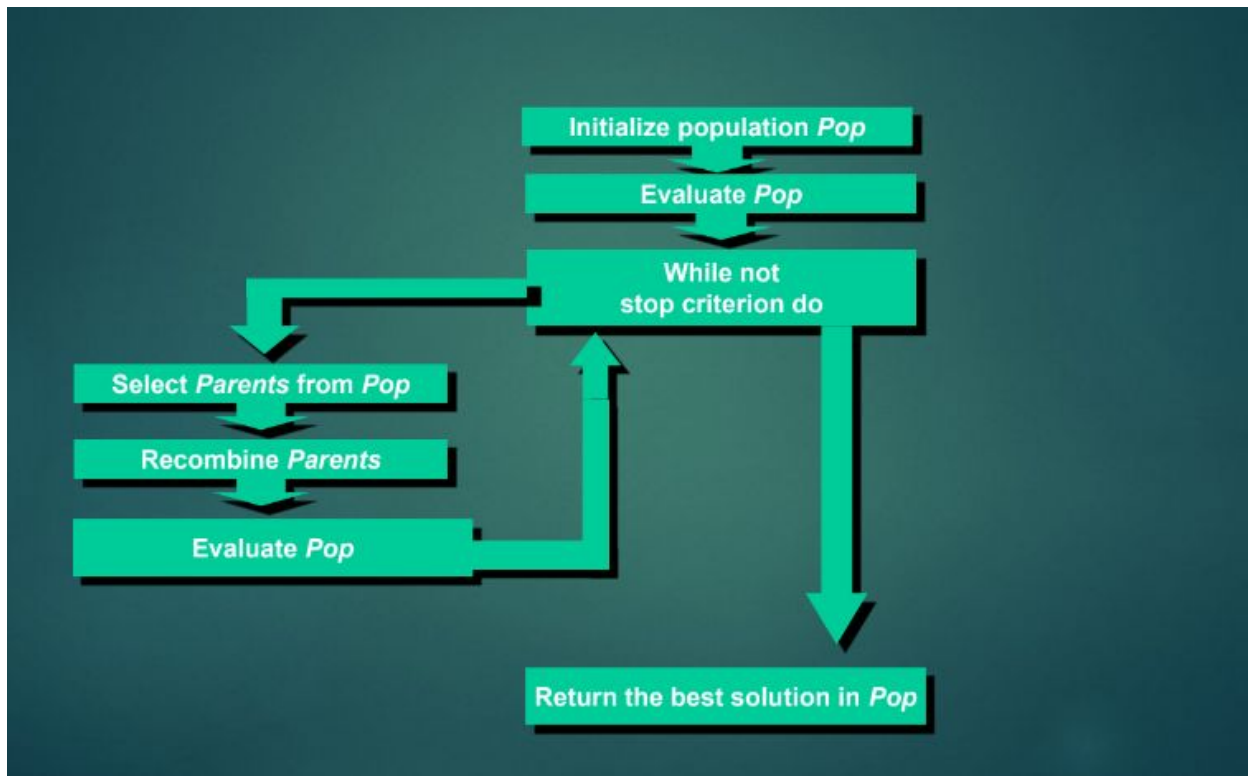 Initialize population Pop
Evaluate Pop
While not
stop criterion do
Select Parents from Pop
Recombine Parents
Evaluate Pop
Return the best solution in Pop